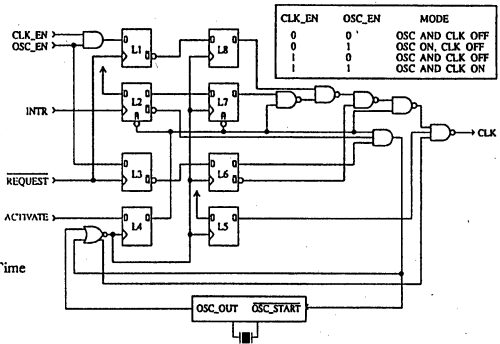 CLK_EN OSC_EN MODE
0 0 OSC AND CLK OFF
0 1 OSC ON, CLK OFF
1 0 OSC AND CLK OFF
1 1 OSC AND CLK ON
CLK_EN
OSC_EN
D D
L1
D D
L8
D D
L2
R
D D
L7
R
INTR
CLK
D D
L3
D D
L6
REQUEST
ACTIVATE
D D
L4
D D
L5
Time
OSC_OUT OSC_START